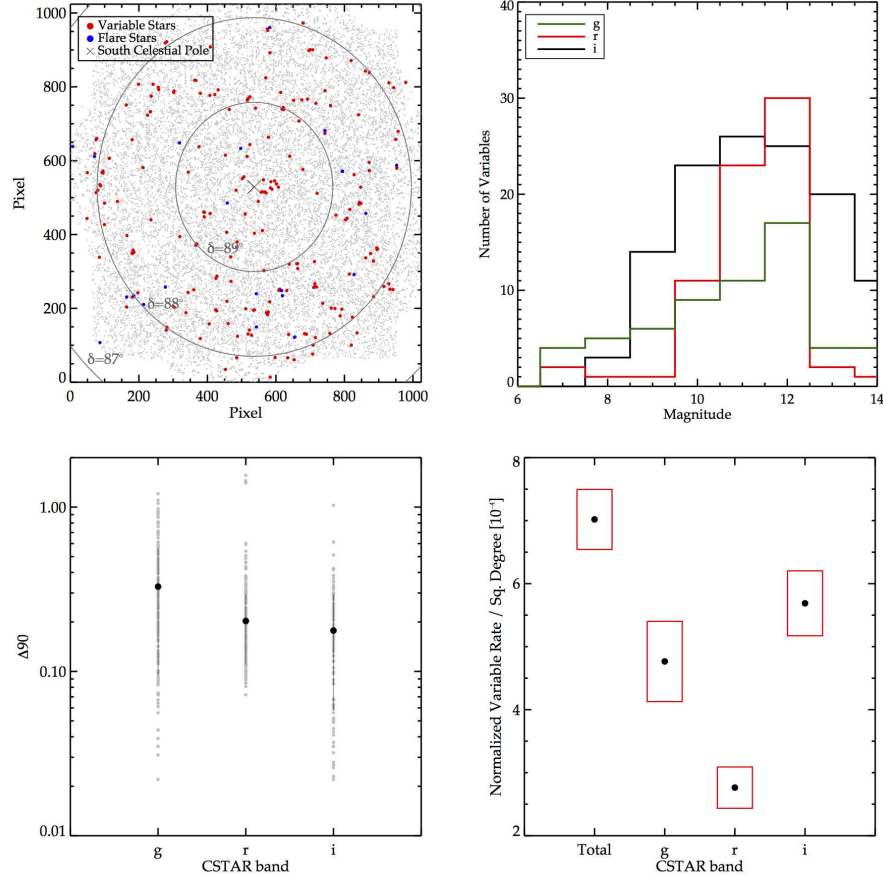 Variable Stars
Flare Stars
South Celestial Pole
δ=89°
δ=88°
δ=87°
1000
800
600
400
200
0
Pixel
0 200 400 600 800 1000
Pixel
g
r
i
40
30
20
10
0
Number of Variables
6 8 10 12 14
Magnitude
1.00
0.10
0.01
Δ90
g r i
CSTAR band
8
6
4
2
Normalized Variable Rate / Sq. Degree [10⁻⁴]
Total g r i
CSTAR band